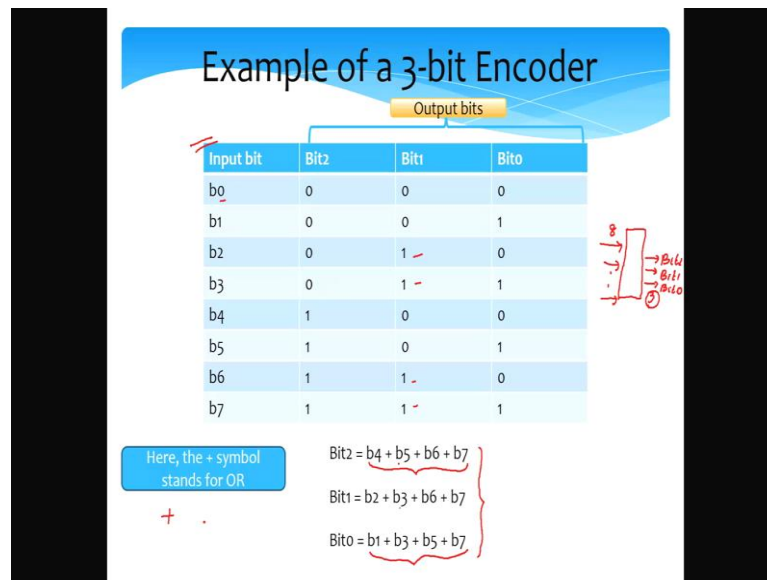 Example of a 3-bit Encoder
Output bits
Input bit Bit2 Bit1 Bit0
b0 0 0 0
b1 0 0 1
b2 0 1 0
b3 0 1 1
b4 1 0 0
b5 1 0 1
b6 1 1 0
b7 1 1 1
8
Bit1
Bit0
3
Here, the + symbol
stands for OR
+ .
Bit2 = b4 + b5 + b6 + b7
Bit1 = b2 + b3 + b6 + b7
Bit0 = b1 + b3 + b5 + b7